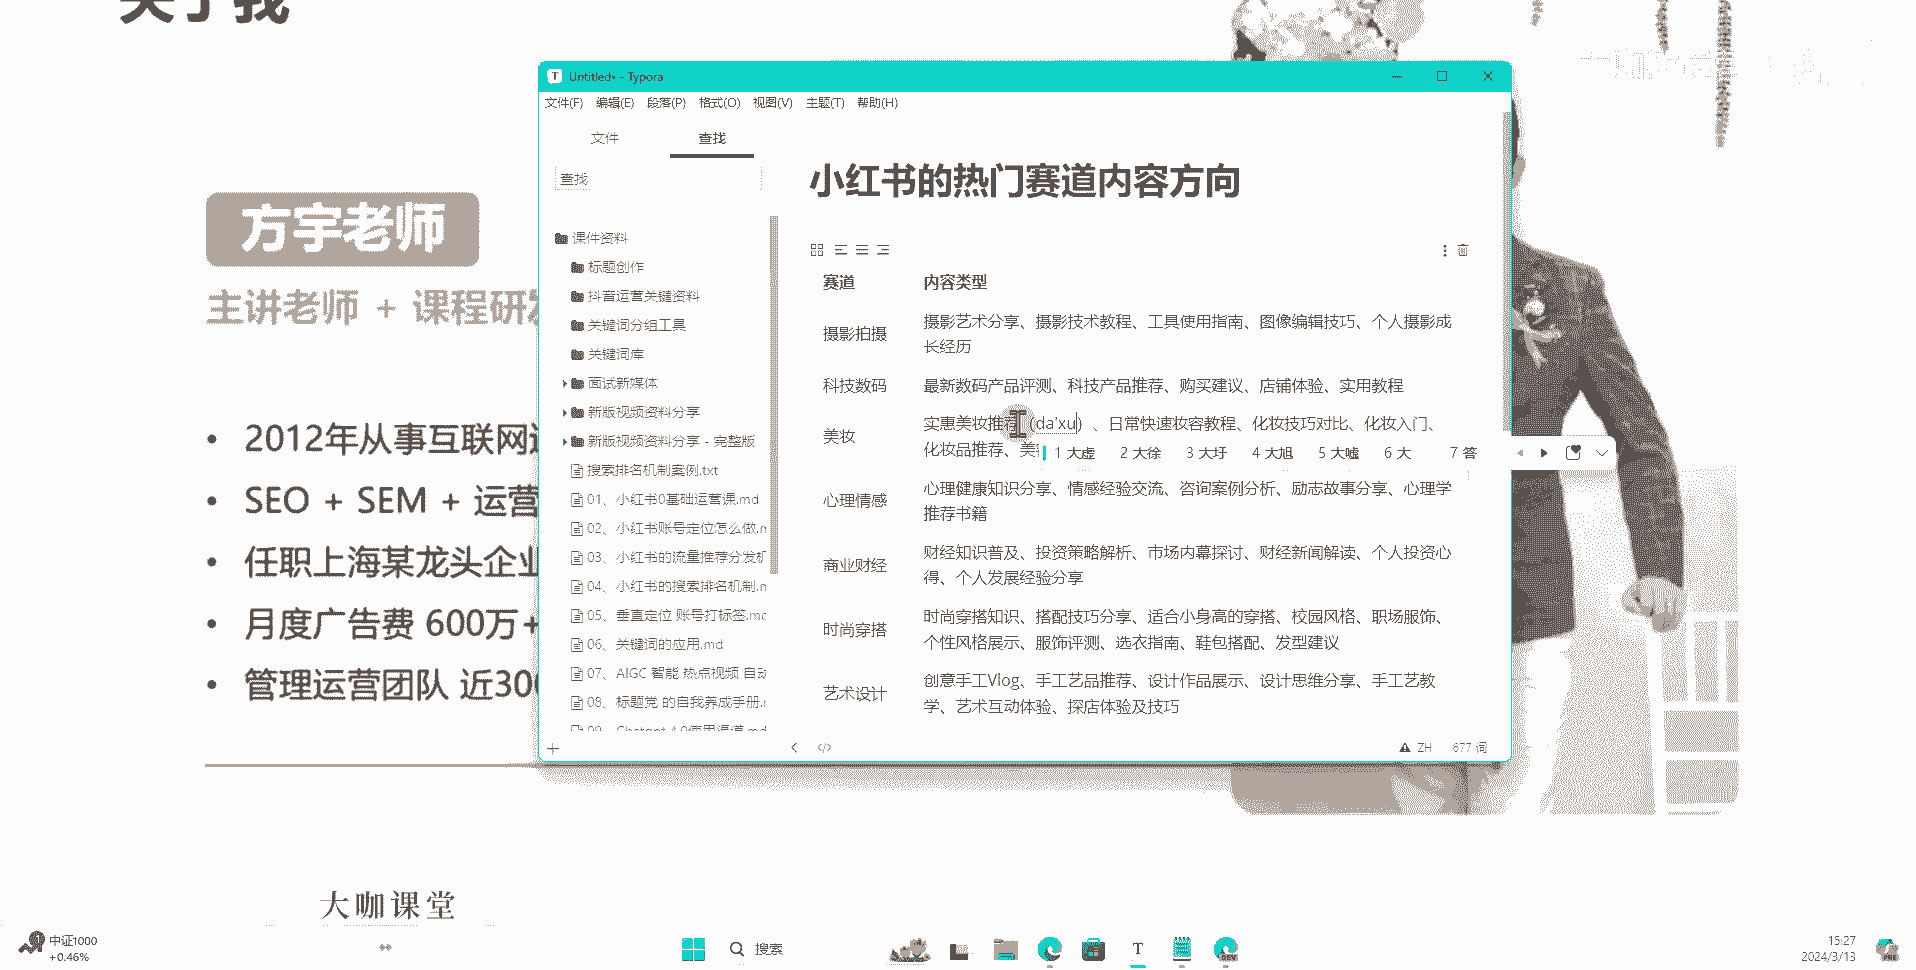 关于我
方宇老师
主讲老师 + 课程研发
2012年从事互联网运
SEO + SEM + 运营
任职上海某龙头企业
月度广告费 600万+
管理运营团队 近300
大咖课堂
Untitled• - Typora
文件(F) 编辑(E) 段落(P) 格式(O) 视图(V) 主题(T) 帮助(H)
文件 查找
查找
课件资料
标题创作
抖音运营关键资料
关键词分组工具
关键词库
面试新媒体
新版视频资料分享
新版视频资料分享 - 完整版
搜索排名机制案例.txt
01、小红书0基础运营课.md
02、小红书账号定位怎么做.m
03、小红书的流量推荐分发机
04、小红书的搜索排名机制.m
05、垂直定位 账号打标签.md
06、关键词的应用.md
07、AIGC 智能 热点视频 自动
08、标题党 的自我养成手册.m
09、Chatgpt 4.0使用渠道.md
小红书的热门赛道内容方向
赛道 内容类型
摄影拍摄 摄影艺术分享、摄影技术教程、工具使用指南、图像编辑技巧、个人摄影成
长经历
科技数码 最新数码产品评测、科技产品推荐、购买建议、店铺体验、实用教程
美妆 实惠美妆推荐 (da'xu) 、日常快速妆容教程、化妆技巧对比、化妆入门、
化妆品推荐、美
1 大虚 2 大徐 3 大圩 4 大旭 5 大嘘 6 大 7 答
心理情感 心理健康知识分享、情感经验交流、咨询案例分析、励志故事分享、心理学
推荐书籍
商业财经 财经知识普及、投资策略解析、市场内幕探讨、财经新闻解读、个人投资心
得、个人发展经验分享
时尚穿搭 时尚穿搭知识、搭配技巧分享、适合小身高的穿搭、校园风格、职场服饰、
个性风格展示、服饰评测、选衣指南、鞋包搭配、发型建议
艺术设计 创意手工Vlog、手工艺品推荐、设计作品展示、设计思维分享、手工艺教
学、艺术互动体验、探店体验及技巧
ZH 677 词
中证1000
+0.46%
搜索
15:27
2024/3/13